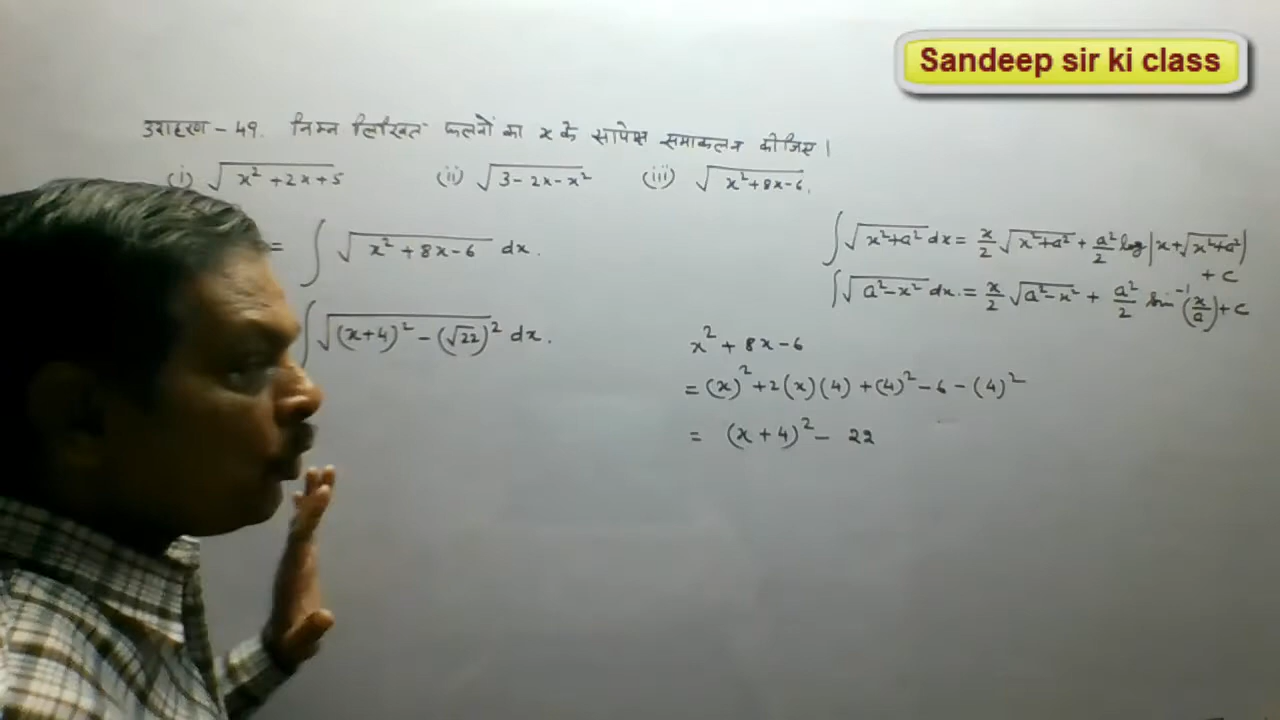 Sandeep sir ki class
उदाहरण - 49. निम्न लिखित फलनों का x के सापेक्ष समाकलन कीजिए।
(i) √(x² + 2x + 5) (ii) √(3 - 2x - x²) (iii) √(x² + 8x - 6).
= ∫ √(x² + 8x - 6) dx.
∫ √((x+4)² - (√22)²) dx.
∫ √(x²+a²) dx = x/2 √(x²+a²) + a²/2 log |x + √(x²+a²)|
+ C
∫ √(a²-x²) dx. = x/2 √(a²-x²) + a²/2 sin⁻¹(x/a) + C
x² + 8x - 6
= (x)² + 2(x)(4) + (4)² - 6 - (4)²
= (x + 4)² - 22